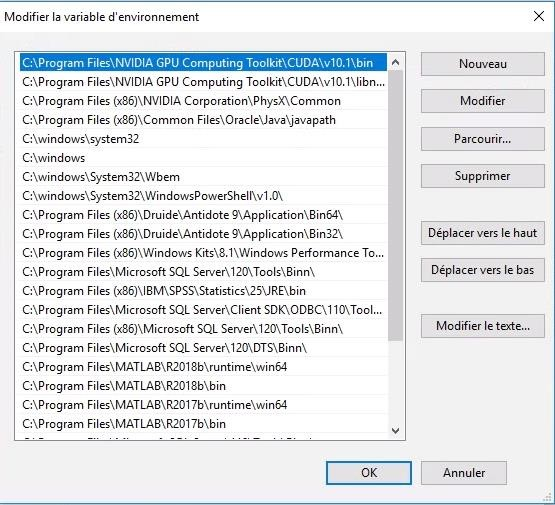 Modifier la variable d'environnement
C:\Program Files\NVIDIA GPU Computing Toolkit\CUDA\v10.1\bin
C:\Program Files\NVIDIA GPU Computing Toolkit\CUDA\v10.1\libn...
C:\Program Files (x86)\NVIDIA Corporation\PhysX\Common
C:\Program Files (x86)\Common Files\Oracle\Java\javapath
C:\windows\system32
C:\windows
C:\windows\System32\Wbem
C:\windows\System32\WindowsPowerShell\v1.0\
C:\Program Files (x86)\Druide\Antidote 9\Application\Bin64\
C:\Program Files (x86)\Druide\Antidote 9\Application\Bin32\
C:\Program Files (x86)\Windows Kits\8.1\Windows Performance To...
C:\Program Files\Microsoft SQL Server\120\Tools\Binn\
C:\Program Files (x86)\IBM\SPSS\Statistics\25\JRE\bin
C:\Program Files\Microsoft SQL Server\Client SDK\ODBC\110\Tool...
C:\Program Files (x86)\Microsoft SQL Server\120\Tools\Binn\
C:\Program Files\Microsoft SQL Server\120\DTS\Binn\
C:\Program Files\MATLAB\R2018b\runtime\win64
C:\Program Files\MATLAB\R2018b\bin
C:\Program Files\MATLAB\R2017b\runtime\win64
C:\Program Files\MATLAB\R2017b\bin
Nouveau
Modifier
Parcourir...
Supprimer
Déplacer vers le haut
Déplacer vers le bas
Modifier le texte...
OK
Annuler